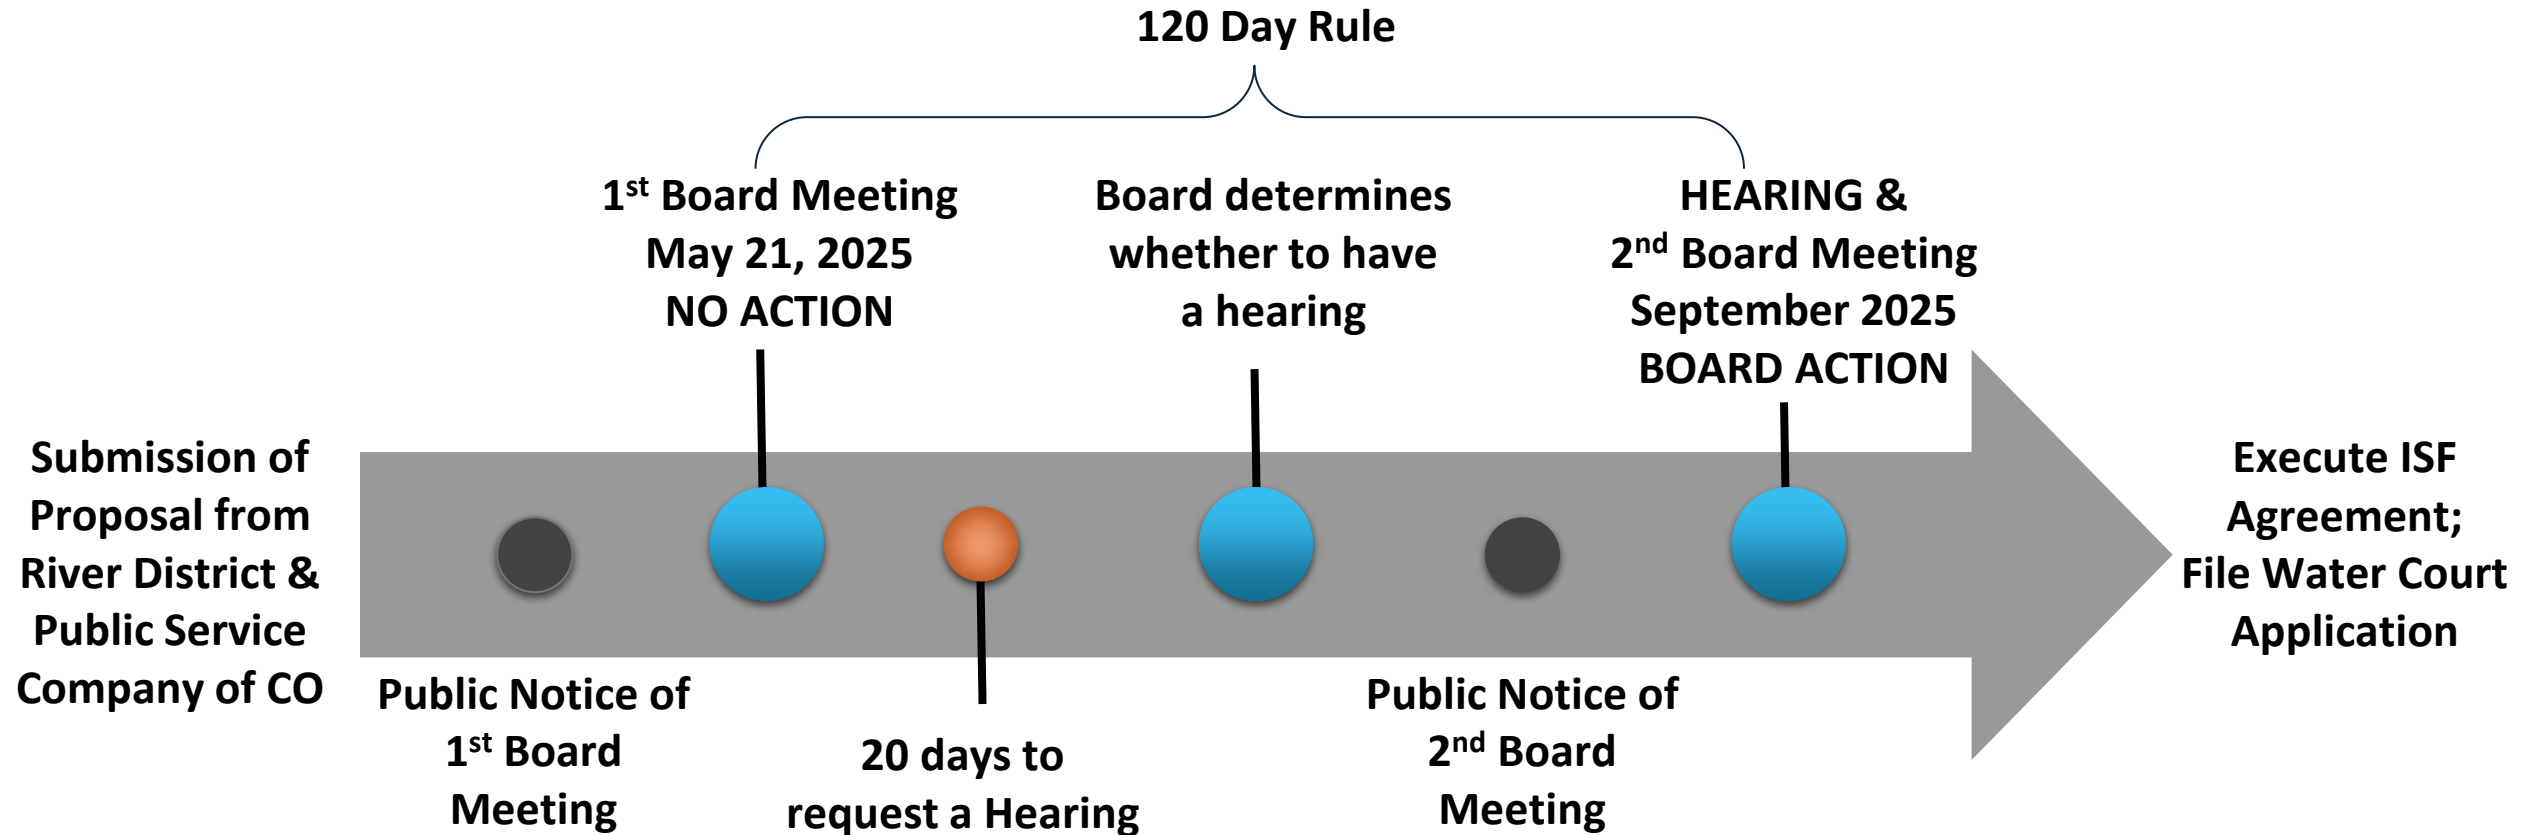 120 Day Rule
1st Board Meeting
May 21, 2025
NO ACTION
Board determines
whether to have
a hearing
HEARING &
2nd Board Meeting
September 2025
BOARD ACTION
Submission of
Proposal from
River District &
Public Service
Company of CO
Execute ISF
Agreement;
File Water Court
Application
Public Notice of
1st Board
Meeting
20 days to
request a Hearing
Public Notice of
2nd Board
Meeting